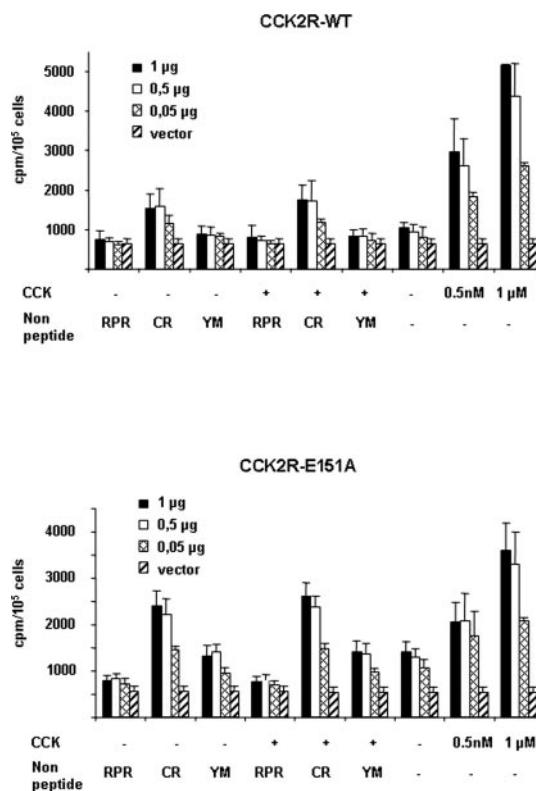 CCK2R-WT
cpm/10⁵ cells
5000
4000
3000
2000
1000
1 µg
0,5 µg
0,05 µg
vector
CCK - - - + + + - 0.5nM 1 µM
Non peptide RPR CR YM RPR CR YM - - -
CCK2R-E151A
cpm/10⁵ cells
4000
3000
2000
1000
1 µg
0,5 µg
0,05 µg
vector
CCK - - - + + + - 0.5nM 1 µM
Non peptide RPR CR YM RPR CR YM - - -